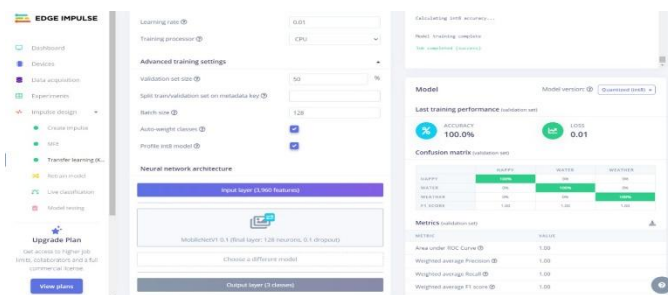 EDGE IMPULSE
Dashboard
Devices
Data acquisition
Experiments
Impulse design
Create impulse
MFE
Transfer learning (K...
Retrain model
Live classification
Model testing
Upgrade Plan
Get access to higher job
limits, collaborators and a full
commercial license.
View plans
Learning rate
0.01
Training processor
CPU
Advanced training settings
Validation set size
50
%
Split train/validation set on metadata key
Batch size
128
Auto-weight classes
Profile int8 model
Neural network architecture
Input layer (3,960 features)
MobileNetV1 0.1 (final layer: 128 neurons, 0.1 dropout)
Choose a different model
Output layer (3 classes)
Calculating int8 accuracy...
Model training complete
Job completed (success)
Model
Model version:
Quantized (int8)
Last training performance (validation set)
ACCURACY
100.0%
LOSS
0.01
Confusion matrix (validation set)
HAPPY WATER WEATHER
HAPPY 100% 0% 0%
WATER 0% 100% 0%
WEATHER 0% 0% 100%
F1 SCORE 1.00 1.00 1.00
Metrics (validation set)
METRIC VALUE
Area under ROC Curve 1.00
Weighted average Precision 1.00
Weighted average Recall 1.00
Weighted average F1 score 1.00